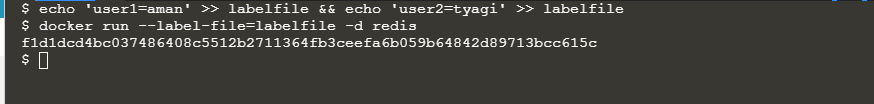 $ echo 'user1=aman' >> labelfile && echo 'user2=tyagi' >> labelfile
$ docker run --label-file=labelfile -d redis
f1d1dcd4bc037486408c5512b2711364fb3ceefa6b059b64842d89713bcc615c
$